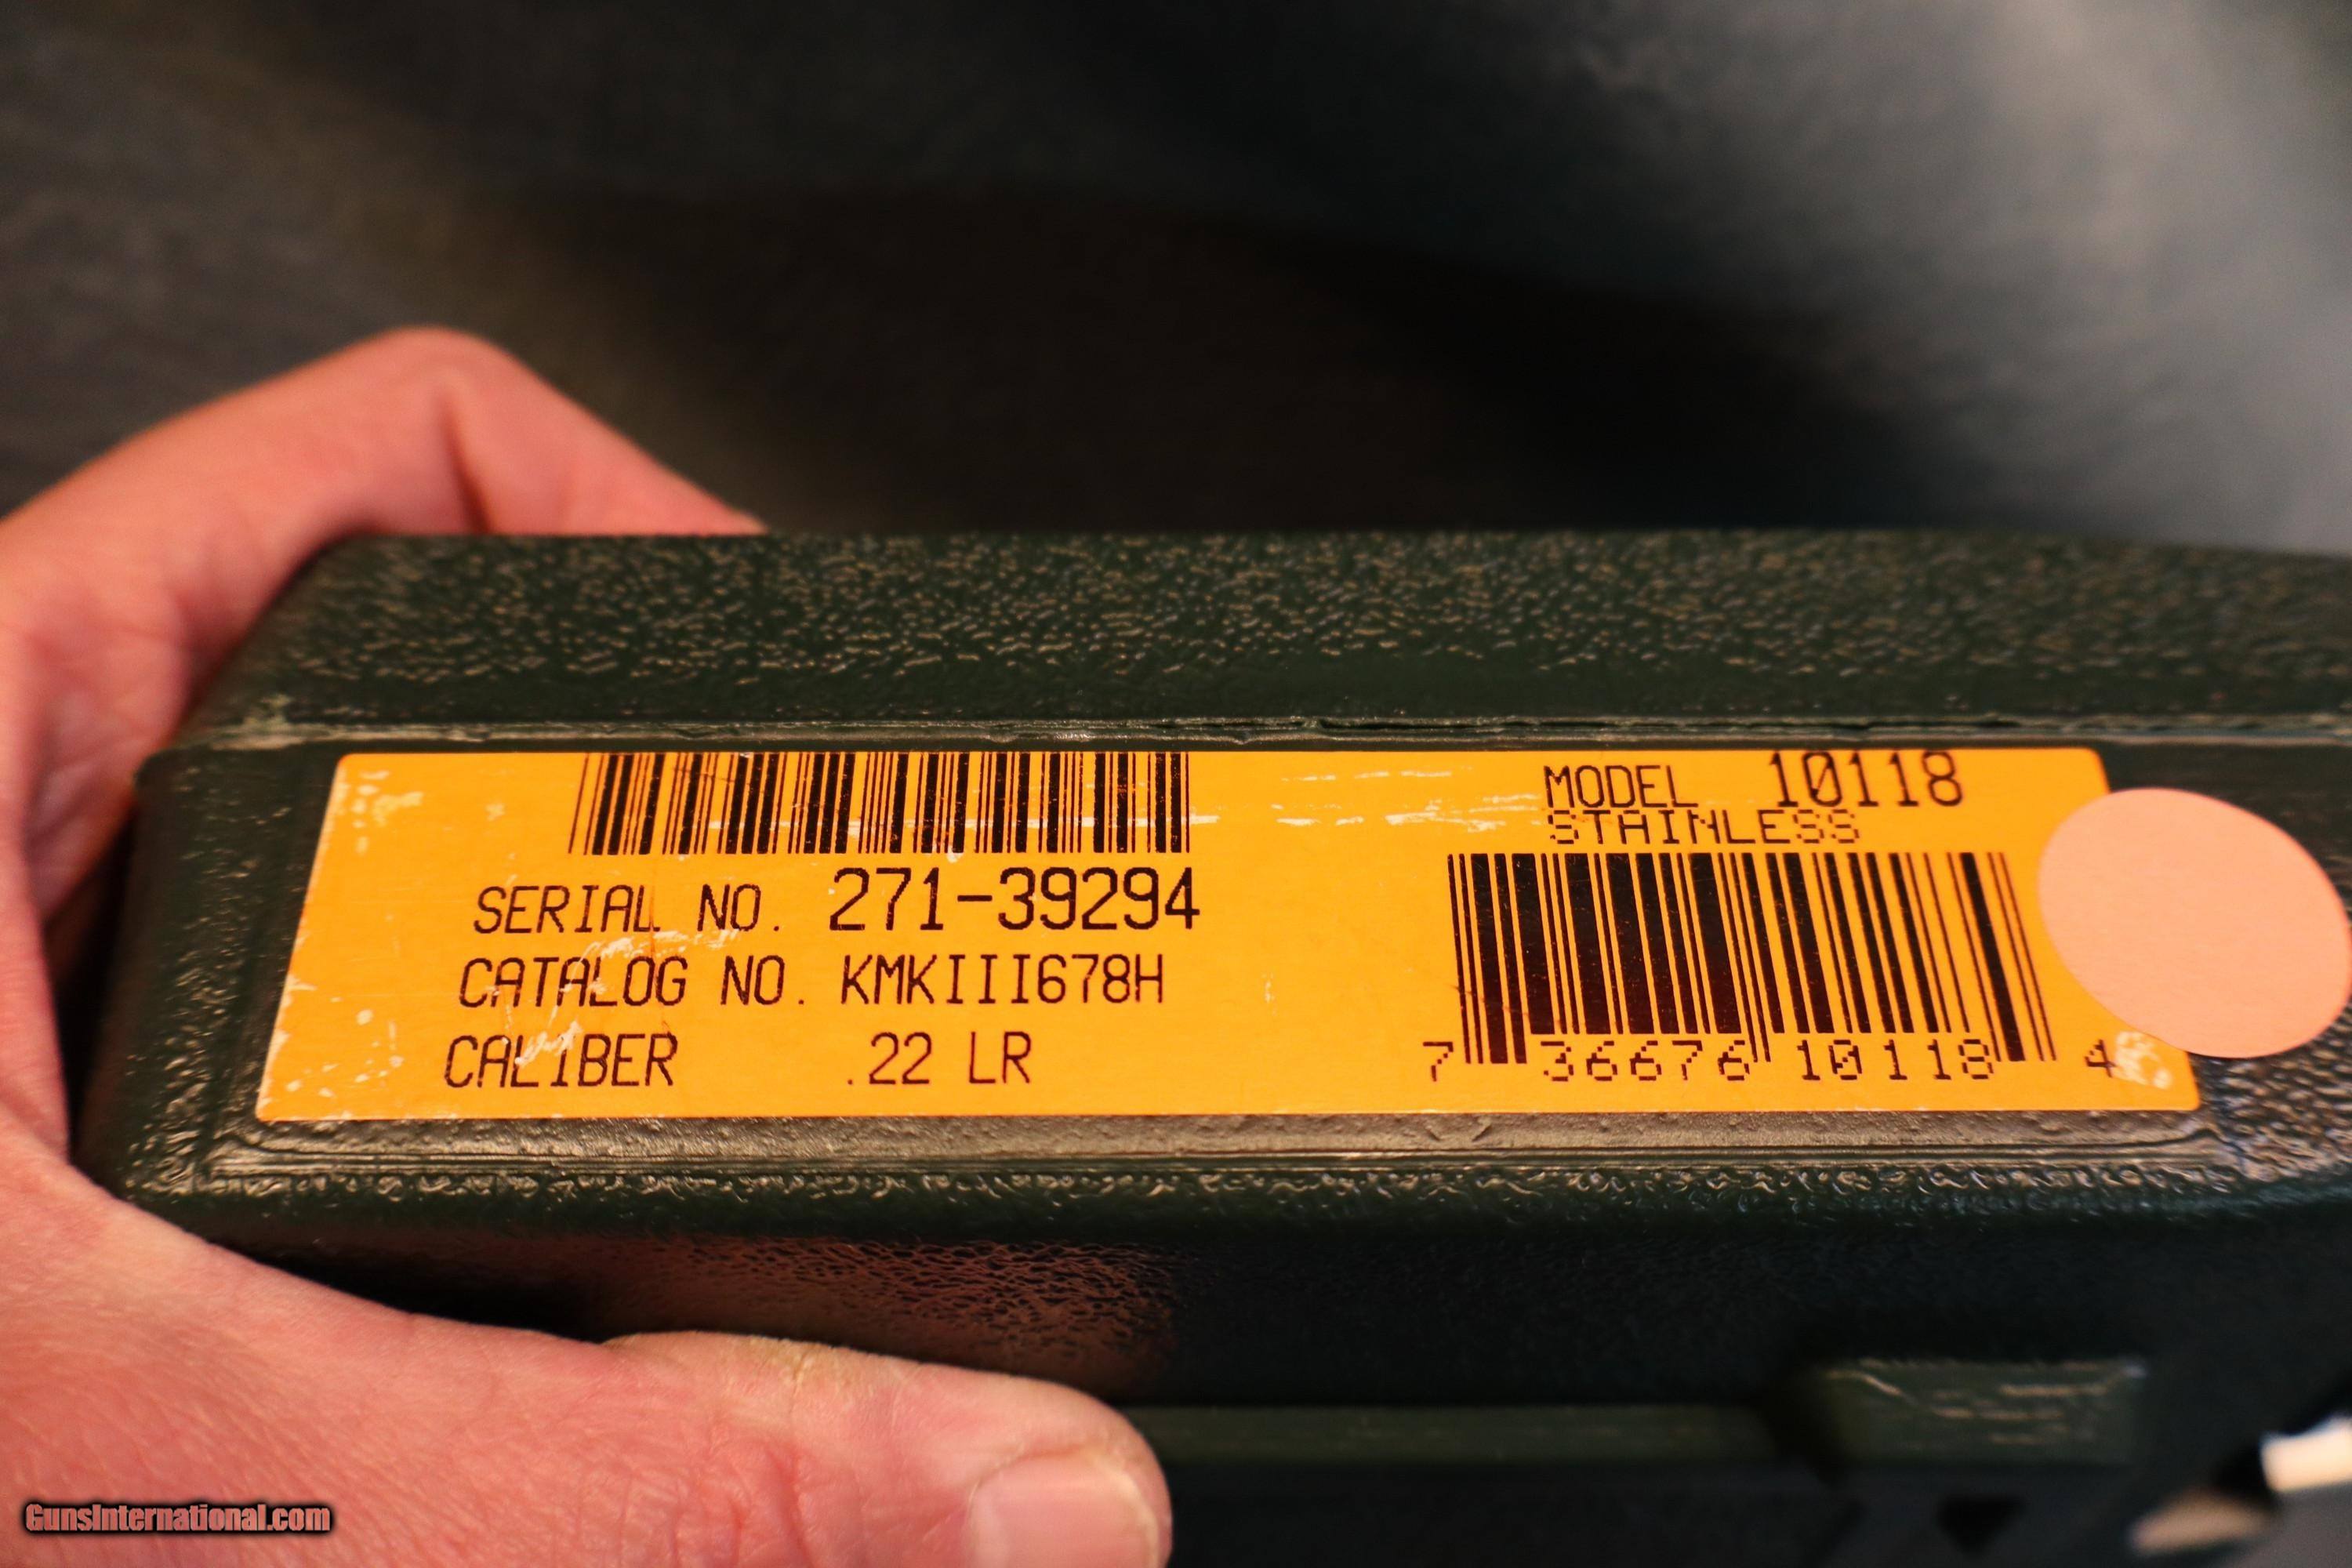 SERIAL NO. 271-39294
CATALOG NO. KMKIII678H
CALIBER .22 LR
MODEL 10118
STAINLESS
7 36676 10118 4
GunsInternational.com